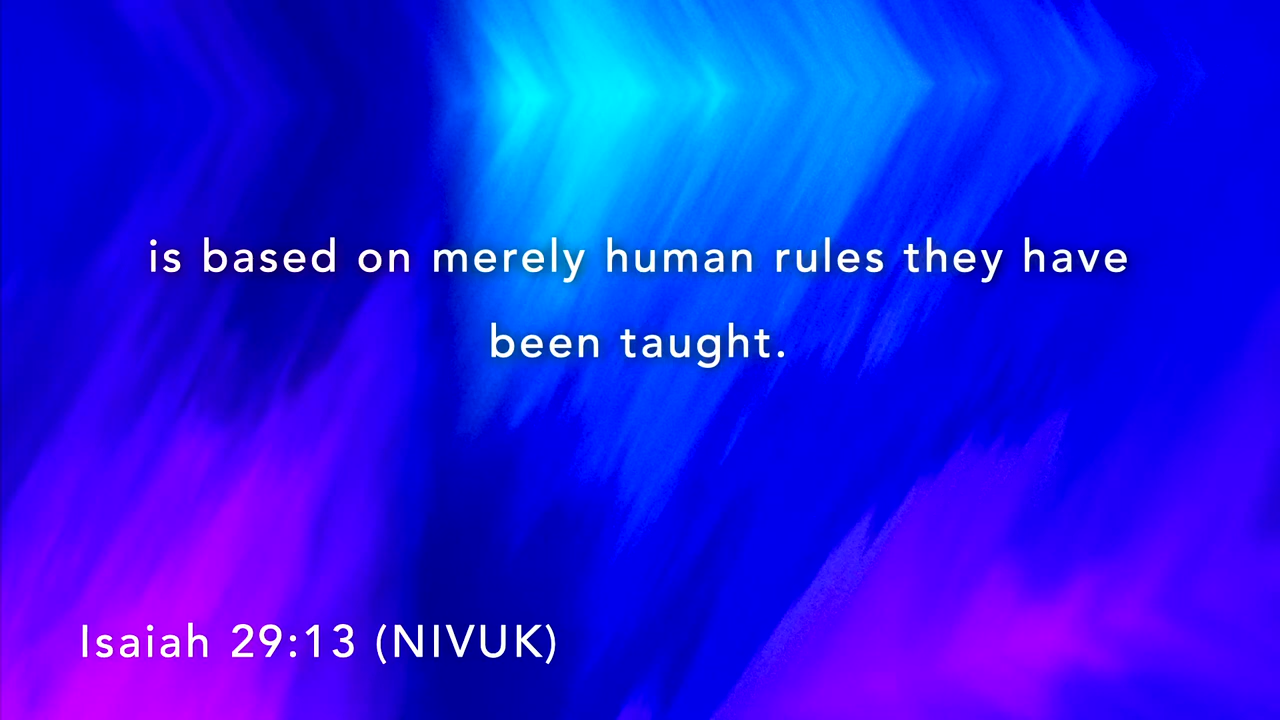 is based on merely human rules they have
been taught.
Isaiah 29:13 (NIVUK)